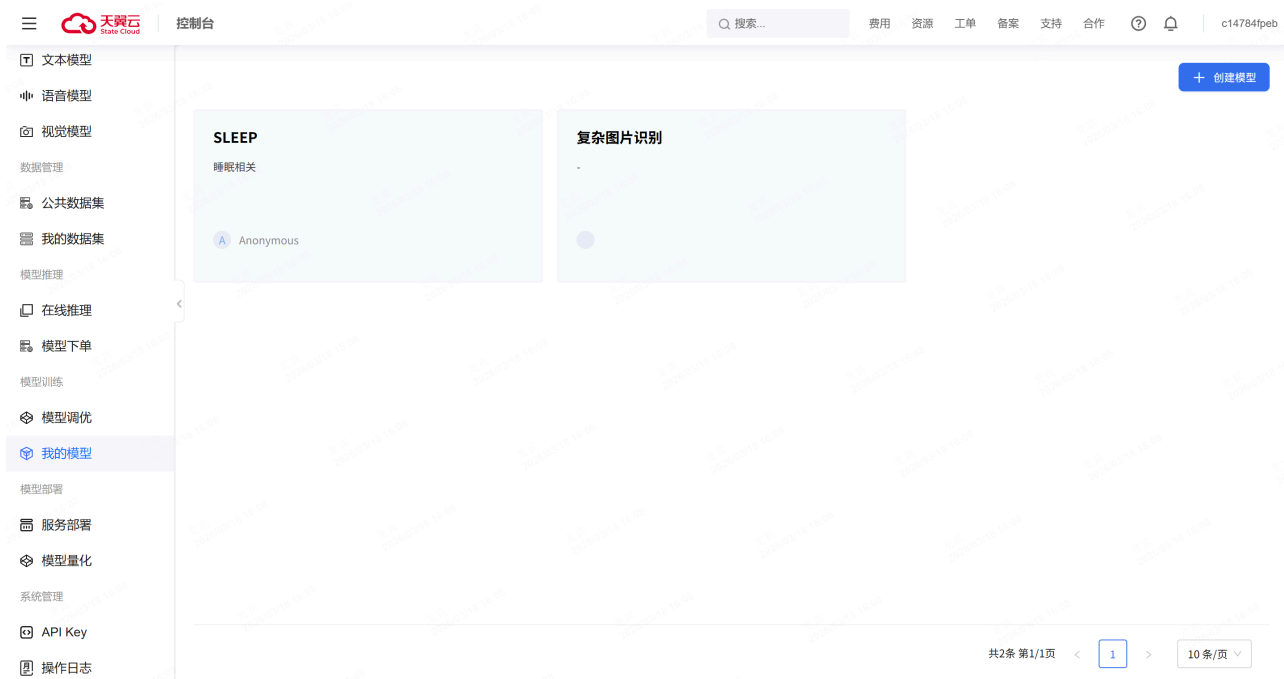 天翼云
State Cloud
控制台
搜索...
费用
资源
工单
备案
支持
合作
c14784fpeb
文本模型
语音模型
视觉模型
数据管理
公共数据集
我的数据集
模型推理
在线推理
模型下单
模型训练
模型调优
我的模型
模型部署
服务部署
模型量化
系统管理
API Key
操作日志
创建模型
SLEEP
睡眠相关
A Anonymous
复杂图片识别
-
共2条 第1/1页
1
10 条/页